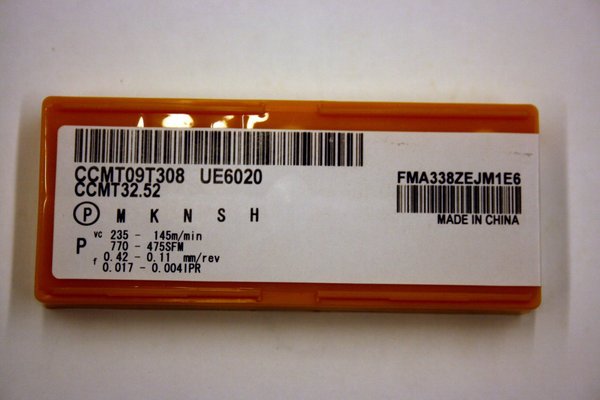 CCMT09T308 UE6020
CCMT32.52
P M K N S H
P vc 235 - 145m/min
770 - 475SFM
f 0.42 - 0.11 mm/rev
0.017 - 0.004IPR
FMA338ZEJM1E6
MADE IN CHINA